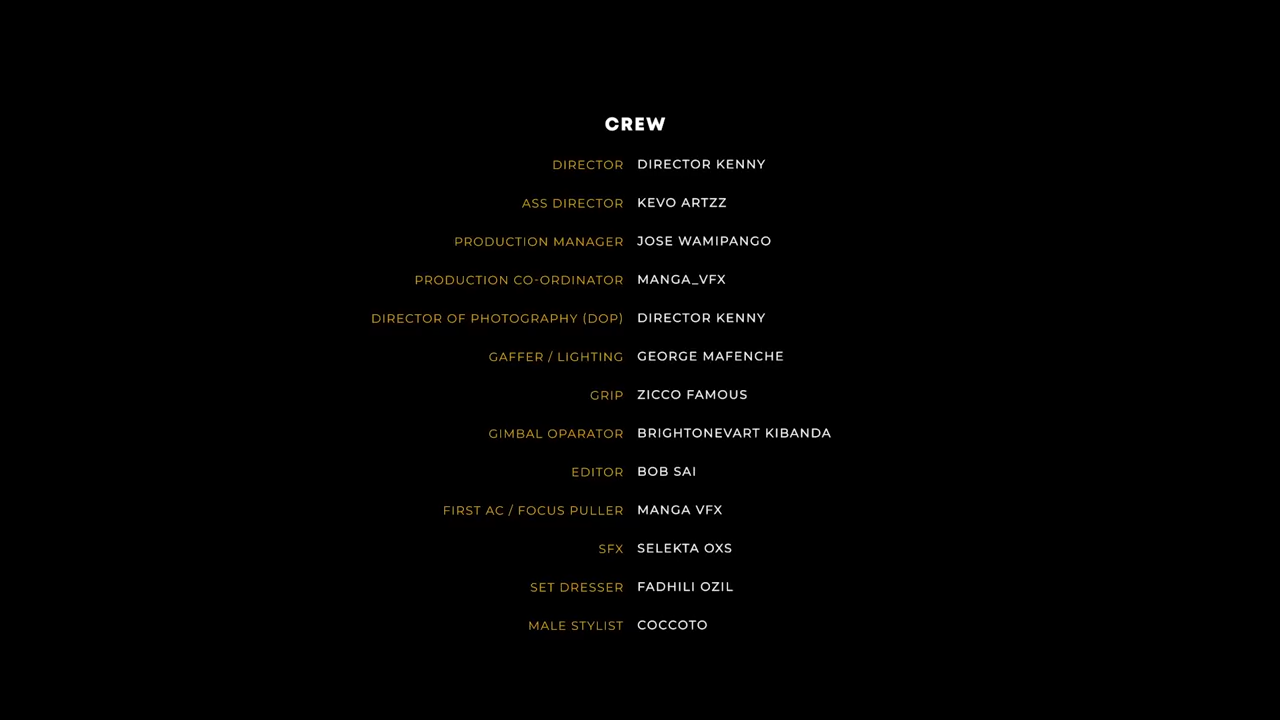 CREW
DIRECTOR DIRECTOR KENNY
ASS DIRECTOR KEVO ARTZZ
PRODUCTION MANAGER JOSE WAMIPANGO
PRODUCTION CO-ORDINATOR MANGA_VFX
DIRECTOR OF PHOTOGRAPHY (DOP) DIRECTOR KENNY
GAFFER / LIGHTING GEORGE MAFENCHE
GRIP ZICCO FAMOUS
GIMBAL OPARATOR BRIGHTONEVART KIBANDA
EDITOR BOB SAI
FIRST AC / FOCUS PULLER MANGA VFX
SFX SELEKTA OXS
SET DRESSER FADHILI OZIL
MALE STYLIST COCCOTO